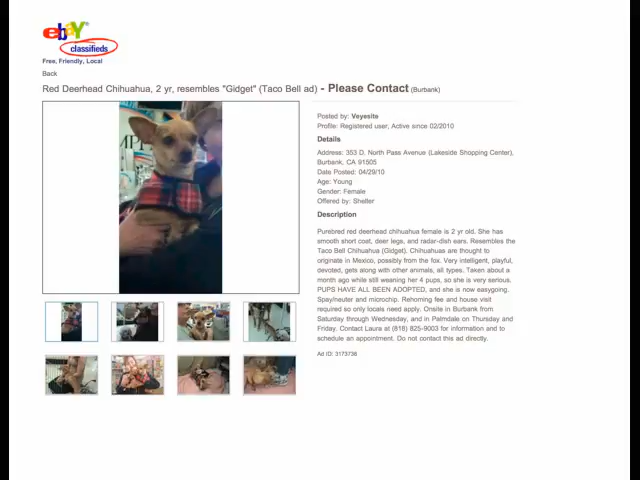 ebay
classifieds
Free, Friendly, Local
Back
Red Deerhead Chihuahua, 2 yr, resembles "Gidget" (Taco Bell ad) - Please Contact (Burbank)
Posted by: Veyesite
Profile: Registered user; Active since 02/2010
Details
Address: 353 D. North Pass Avenue (Lakeside Shopping Center),
Burbank, CA 91505
Date Posted: 04/29/10
Age: Young
Gender: Female
Offered by: Shelter
Description
Purebred red deerhead chihuahua female is 2 yr old. She has
smooth short coat, deer legs, and radar-dish ears. Resembles the
Taco Bell Chihuahua (Gidget), Chihuahuas are thought to
originate in Mexico, possibly from the fox. Very intelligent, playful,
devoted, gets along with other animals, all types. Taken about a
month ago while still weaning her 4 pups, so she is very serious.
PUPS HAVE ALL BEEN ADOPTED, and she is now easygoing.
Spay/neuter and microchip. Rehoming fee and house visit
required so only locals need apply. Onsite in Burbank from
Saturday through Wednesday, and in Palmdale on Thursday and
Friday. Contact Laura at (818) 825-9003 for information and to
schedule an appointment. Do not contact this ad directly.
Ad ID: 3173736